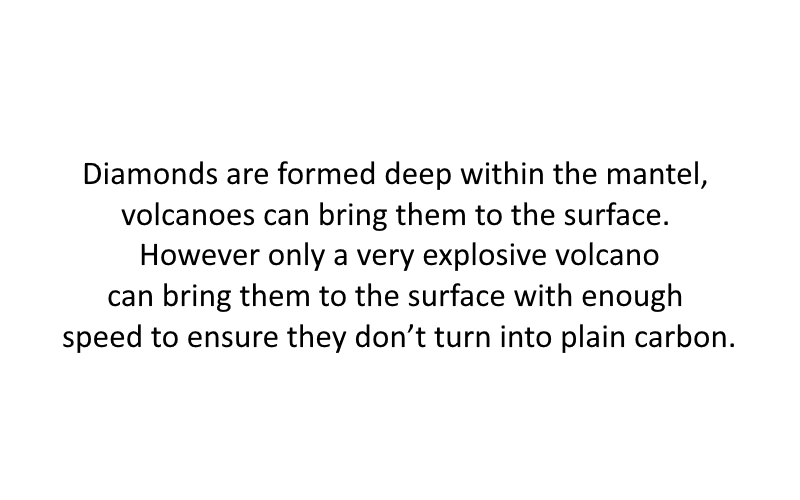 Diamonds are formed deep within the mantel,
volcanoes can bring them to the surface.
However only a very explosive volcano
can bring them to the surface with enough
speed to ensure they don’t turn into plain carbon.